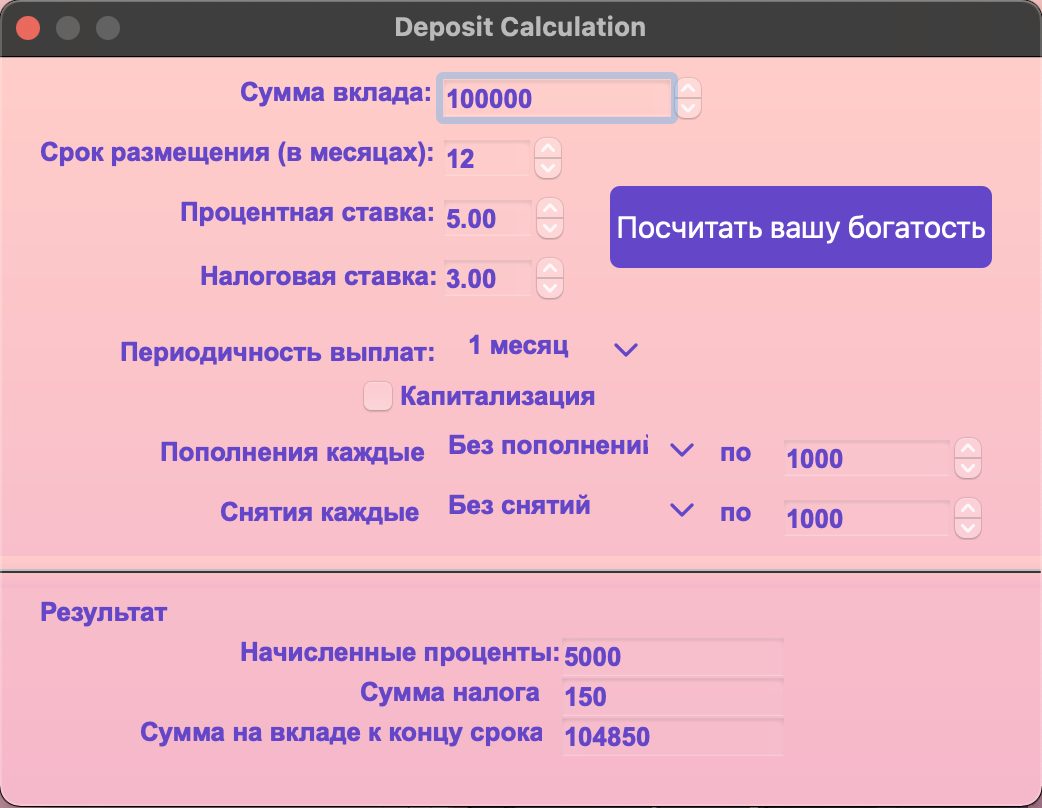 Deposit Calculation
Сумма вклада: 100000
Срок размещения (в месяцах): 12
Процентная ставка: 5.00
Посчитать вашу богатость
Налоговая ставка: 3.00
Периодичность выплат: 1 месяц
Капитализация
Пополнения каждые Без пополнений по 1000
Снятия каждые Без снятий по 1000
Результат
Начисленные проценты: 5000
Сумма налога 150
Сумма на вкладе к концу срока 104850